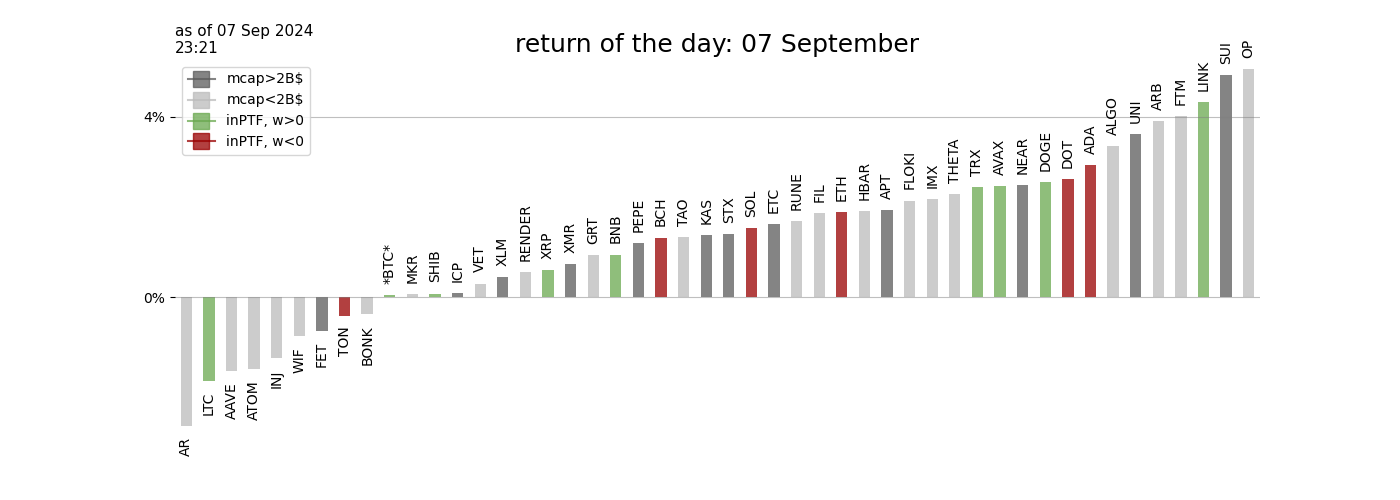 as of 07 Sep 2024
23:21
return of the day: 07 September
mcap>2B$
mcap<2B$
inPTF, w>0
inPTF, w<0
4%
0%
AR
LTC
AAVE
ATOM
INJ
WIF
FET
TON
BONK
*BTC*
MKR
SHIB
ICP
VET
XLM
RENDER
XRP
XMR
GRT
BNB
PEPE
BCH
TAO
KAS
STX
SOL
ETC
RUNE
FIL
ETH
HBAR
APT
FLOKI
IMX
THETA
TRX
AVAX
NEAR
DOGE
DOT
ADA
ALGO
UNI
ARB
FTM
LINK
SUI
OP